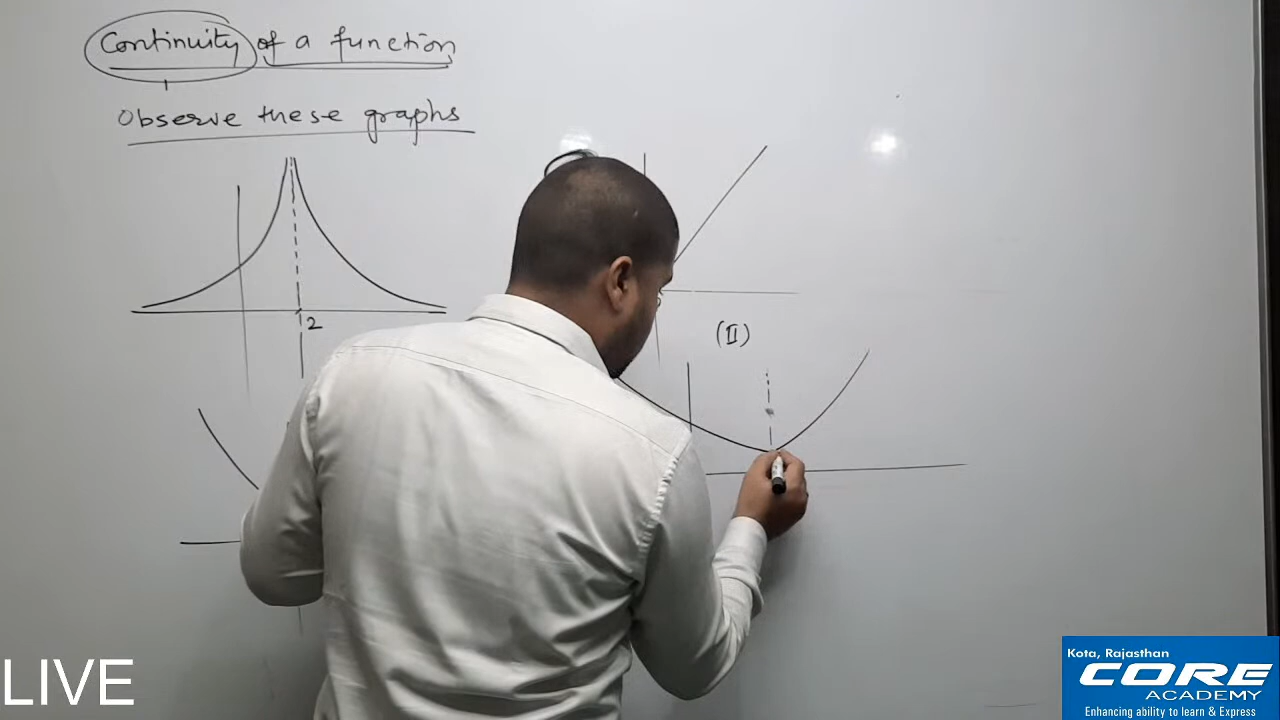 Continuity of a function
Observe these graphs
2
(II)
LIVE
Kota, Rajasthan
CORE
ACADEMY
Enhancing ability to learn & Express